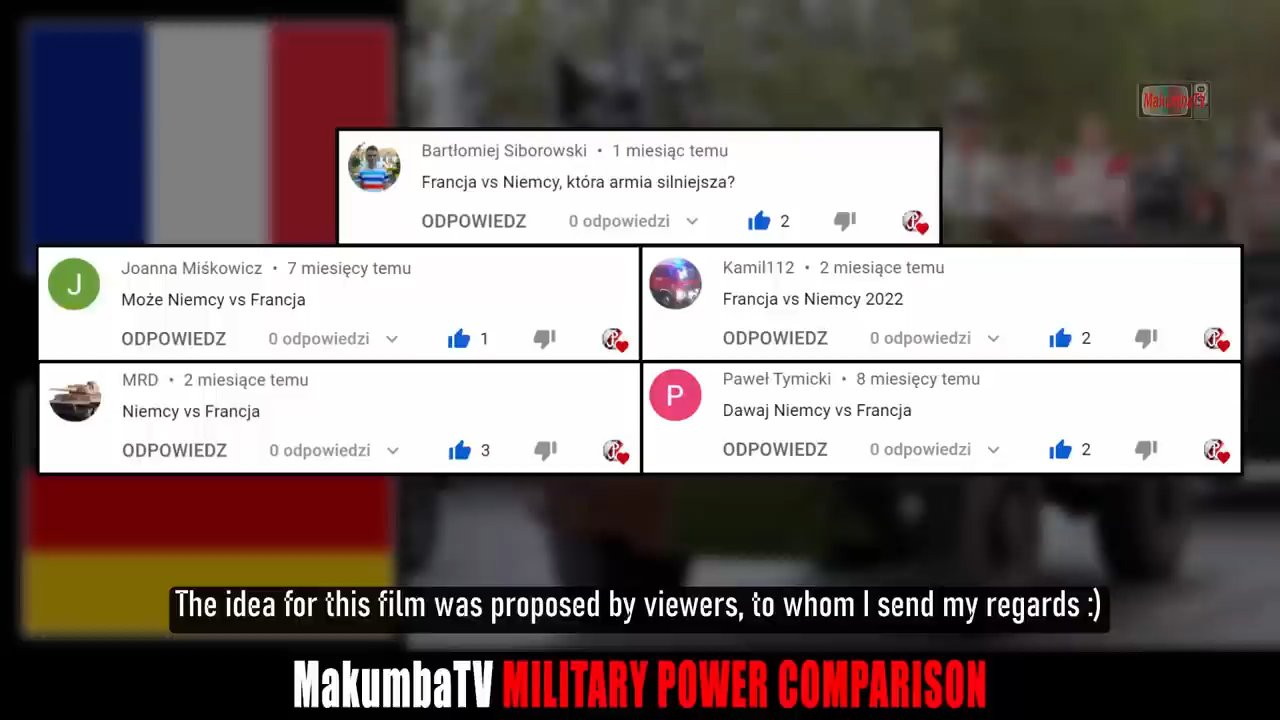 MakumbaTV
Bartłomiej Siborowski • 1 miesiąc temu
Francja vs Niemcy, która armia silniejsza?
ODPOWIEDZ 0 odpowiedzi 2
Joanna Miśkowicz • 7 miesięcy temu
Może Niemcy vs Francja
ODPOWIEDZ 0 odpowiedzi 1
Kamil112 • 2 miesiące temu
Francja vs Niemcy 2022
ODPOWIEDZ 0 odpowiedzi 2
MRD • 2 miesiące temu
Niemcy vs Francja
ODPOWIEDZ 0 odpowiedzi 3
J
P
Paweł Tymicki • 8 miesięcy temu
Dawaj Niemcy vs Francja
ODPOWIEDZ 0 odpowiedzi 2
The idea for this film was proposed by viewers, to whom I send my regards :)
MakumbaTV MILITARY POWER COMPARISON